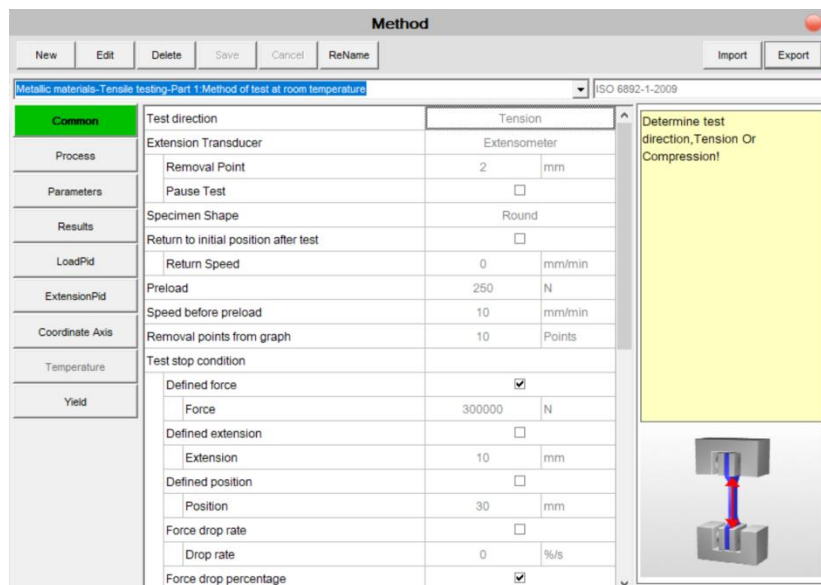 Method
New Edit Delete Save Cancel ReName Import Export
Metallic materials-Tensile testing-Part 1:Method of test at room temperature ISO 6892-1-2009
Common
Process
Parameters
Results
LoadPid
ExtensionPid
Coordinate Axis
Temperature
Yield
Test direction Tension
Extension Transducer Extensometer
Removal Point 2 mm
Pause Test
Specimen Shape Round
Return to initial position after test
Return Speed 0 mm/min
Preload 250 N
Speed before preload 10 mm/min
Removal points from graph 10 Points
Test stop condition
Defined force
Force 300000 N
Defined extension
Extension 10 mm
Defined position
Position 30 mm
Force drop rate
Drop rate 0 %/s
Force drop percentage
Determine test
direction,Tension Or
Compression!